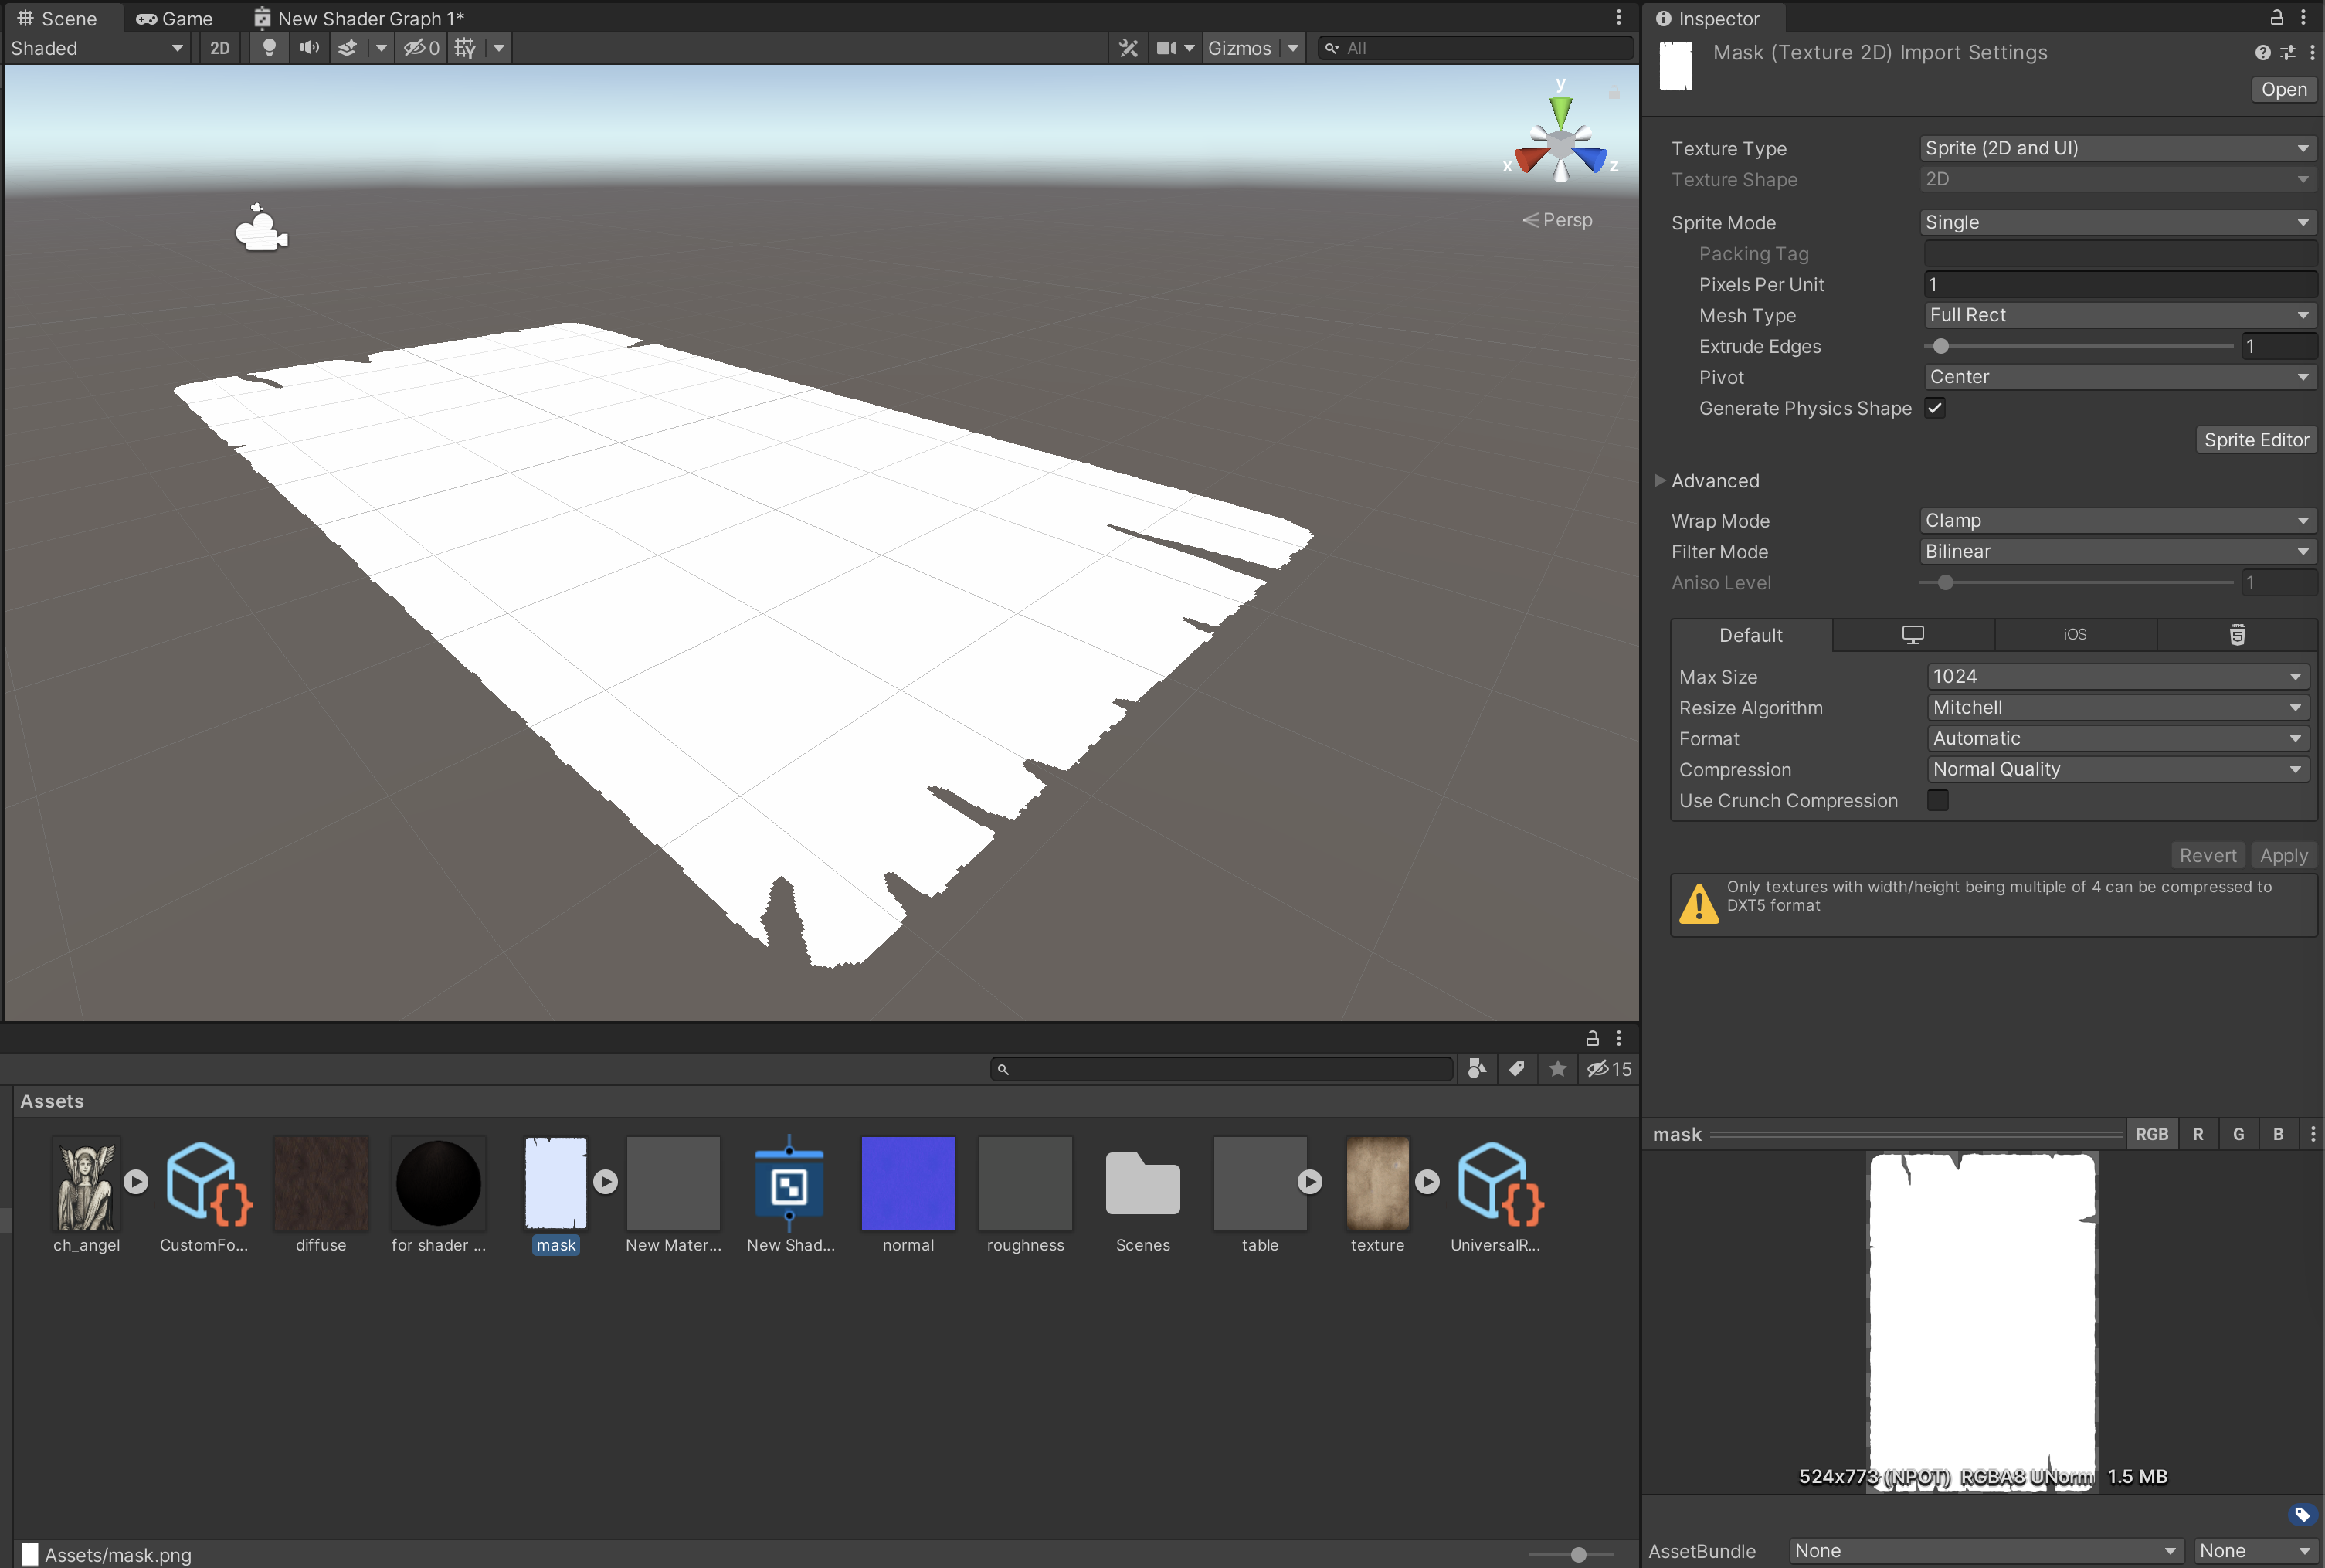 Scene
Game
New Shader Graph 1*
Shaded
2D
0
Gizmos
All
y
x
z
Persp
Inspector
Mask (Texture 2D) Import Settings
Open
Texture Type
Sprite (2D and UI)
Texture Shape
2D
Sprite Mode
Single
Packing Tag
Pixels Per Unit
1
Mesh Type
Full Rect
Extrude Edges
1
Pivot
Center
Generate Physics Shape
Sprite Editor
Advanced
Wrap Mode
Clamp
Filter Mode
Bilinear
Aniso Level
1
Default
iOS
Max Size
1024
Resize Algorithm
Mitchell
Format
Automatic
Compression
Normal Quality
Use Crunch Compression
Revert
Apply
Only textures with width/height being multiple of 4 can be compressed to
DXT5 format
15
Assets
ch_angel
CustomFo...
diffuse
for shader ...
mask
New Mater...
New Shad...
normal
roughness
Scenes
table
texture
UniversalR...
Assets/mask.png
mask
RGB
R
G
B
524x773 (NPOT) RGBA8 UNorm 1.5 MB
AssetBundle
None
None